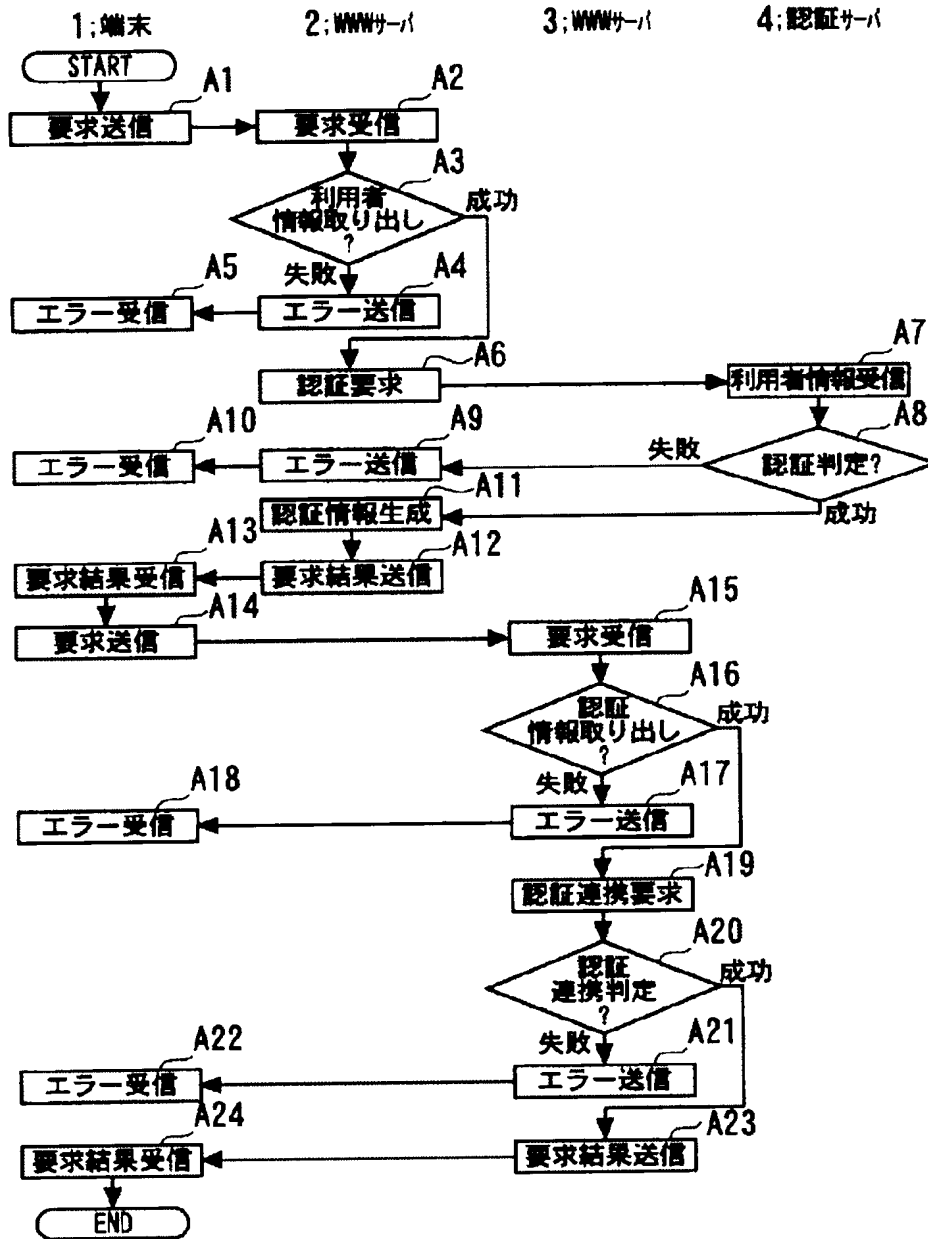 1;端末
2;WWWサーバ
3;WWWサーバ
4;認証サーバ
START
A1
要求送信
A2
要求受信
A3
利用者
情報取り出し
?
成功
失敗
A4
エラー送信
A5
エラー受信
A6
認証要求
A7
利用者情報受信
A8
認証判定?
失敗
成功
A9
エラー送信
A10
エラー受信
A11
認証情報生成
A12
要求結果送信
A13
要求結果受信
A14
要求送信
A15
要求受信
A16
認証
情報取り出し
?
成功
失敗
A17
エラー送信
A18
エラー受信
A19
認証連携要求
A20
認証
連携判定
?
成功
失敗
A21
エラー送信
A22
エラー受信
A23
要求結果送信
A24
要求結果受信
END